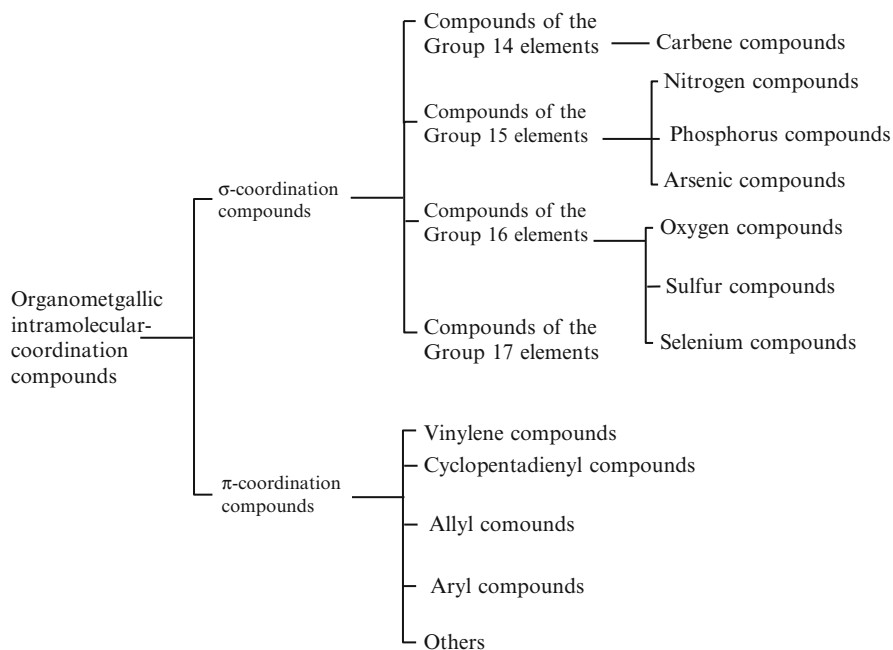 Organometgallic
intramolecular-
coordination
compounds
σ-coordination
compounds
Compounds of the
Group 14 elements
Carbene compounds
Compounds of the
Group 15 elements
Nitrogen compounds
Phosphorus compounds
Arsenic compounds
Compounds of the
Group 16 elements
Oxygen compounds
Sulfur compounds
Selenium compounds
Compounds of the
Group 17 elements
π-coordination
compounds
Vinylene compounds
Cyclopentadienyl compounds
Allyl comounds
Aryl compounds
Others